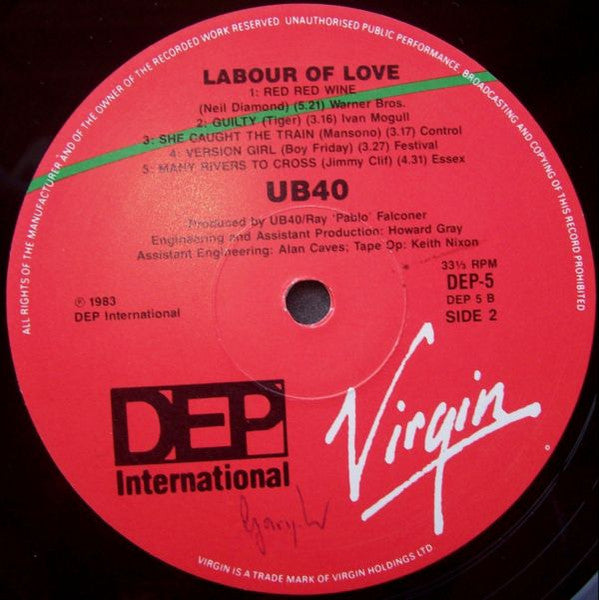 ALL RIGHTS OF THE MANUFACTURER AND OF THE OWNER OF THE RECORDED WORK RESERVED UNAUTHORISED PUBLIC PERFORMANCE, BROADCASTING AND COPYING OF THIS RECORD PROHIBITED
LABOUR OF LOVE
1: RED RED WINE
(Neil Diamond) (5.21) Warner Bros.
2: GUILTY (Tiger) (3.16) Ivan Mogull
3: SHE CAUGHT THE TRAIN (Mansono) (3.17) Control
4: VERSION GIRL (Boy Friday) (3.27) Festival
5: MANY RIVERS TO CROSS (Jimmy Clif) (4.31) Essex
UB40
Produced by UB40/Ray 'Pablo' Falconer
Engineering and Assistant Production: Howard Gray
Assistant Engineering: Alan Caves; Tape Op: Keith Nixon
℗ 1983
DEP International
33⅓ RPM
DEP-5
DEP 5 B
SIDE 2
DEP
International
Virgin
VIRGIN IS A TRADE MARK OF VIRGIN HOLDINGS LTD